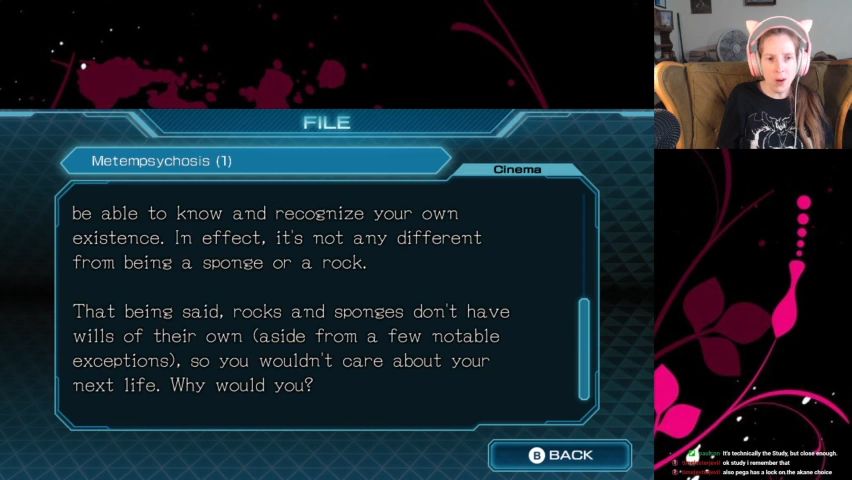 FILE
Metempsychosis (1)
Cinema
be able to know and recognize your own
existence. In effect, it's not any different
from being a sponge or a rock.
That being said, rocks and sponges don't have
wills of their own (aside from a few notable
exceptions), so you wouldn't care about your
next life. Why would you?
B BACK
It's technically the Study, but close enough.
ok study i remember that
also pega has a lock on the akane choice